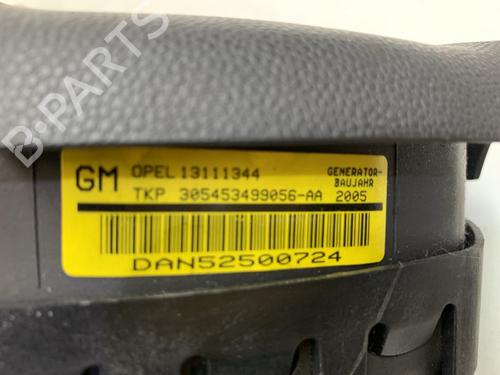 GM OPEL 13111344 GENERATOR-
BAUJAHR
TKP 305453499056-AA 2005
DAN52500724
B-PARTS